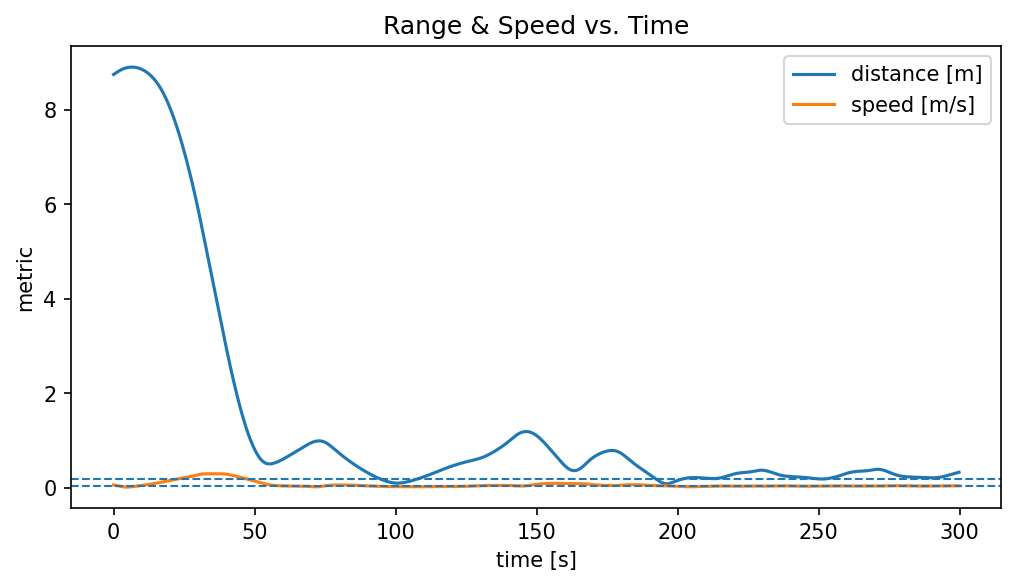 Range & Speed vs. Time
distance [m]
speed [m/s]
metric
8
6
4
2
0
0 50 100 150 200 250 300
time [s]